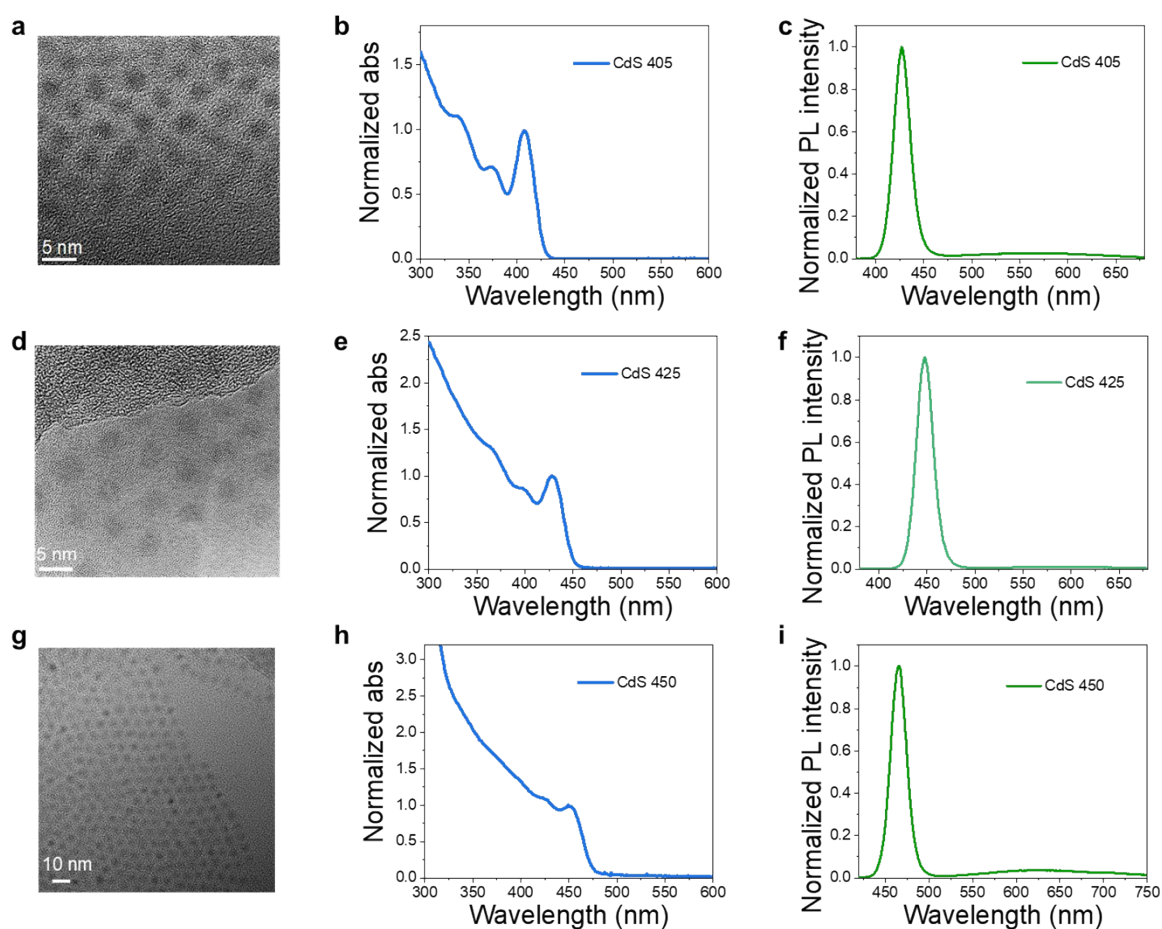 a
5 nm
b
Normalized abs
1.5
1.0
0.5
0.0
300 350 400 450 500 550 600
Wavelength (nm)
CdS 405
c
Normalized PL intensity
1.0
0.8
0.6
0.4
0.2
0.0
400 450 500 550 600 650
Wavelength (nm)
CdS 405
d
5 nm
e
Normalized abs
2.5
2.0
1.5
1.0
0.5
0.0
300 350 400 450 500 550 600
Wavelength (nm)
CdS 425
f
Normalized PL intensity
1.0
0.8
0.6
0.4
0.2
0.0
400 450 500 550 600 650
Wavelength (nm)
CdS 425
g
10 nm
h
Normalized abs
3.0
2.5
2.0
1.5
1.0
0.5
0.0
300 350 400 450 500 550 600
Wavelength (nm)
CdS 450
i
Normalized PL intensity
1.0
0.8
0.6
0.4
0.2
0.0
450 500 550 600 650 700 750
Wavelength (nm)
CdS 450